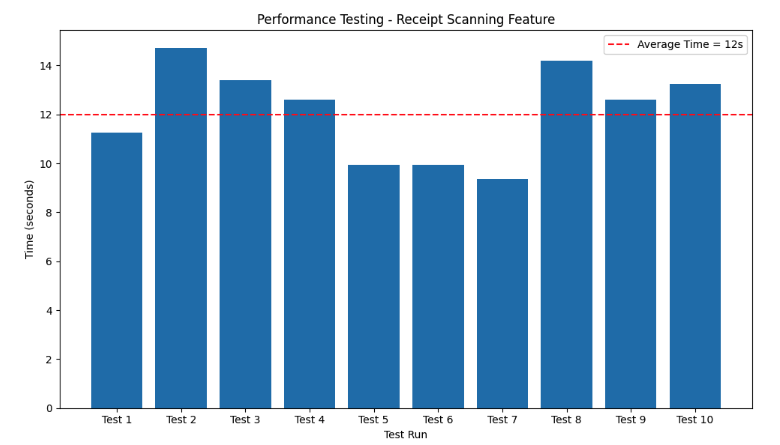 Performance Testing - Receipt Scanning Feature
Average Time = 12s
Time (seconds)
14
12
10
8
6
4
2
0
Test 1 Test 2 Test 3 Test 4 Test 5 Test 6 Test 7 Test 8 Test 9 Test 10
Test Run